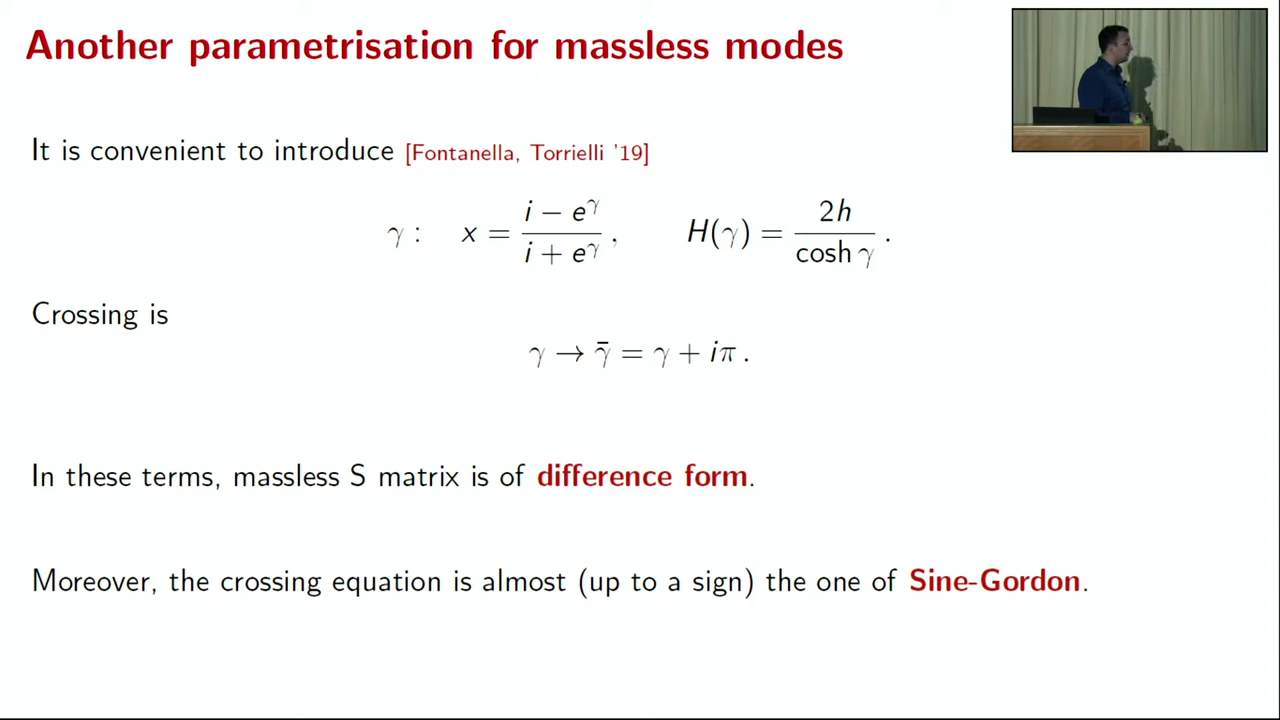 Another parametrisation for massless modes
It is convenient to introduce [Fontanella, Torrielli '19]
γ : x = (i − e^γ)/(i + e^γ) , H(γ) = 2h/cosh γ .
Crossing is
γ → γ̄ = γ + iπ .
In these terms, massless S matrix is of difference form.
Moreover, the crossing equation is almost (up to a sign) the one of Sine-Gordon.